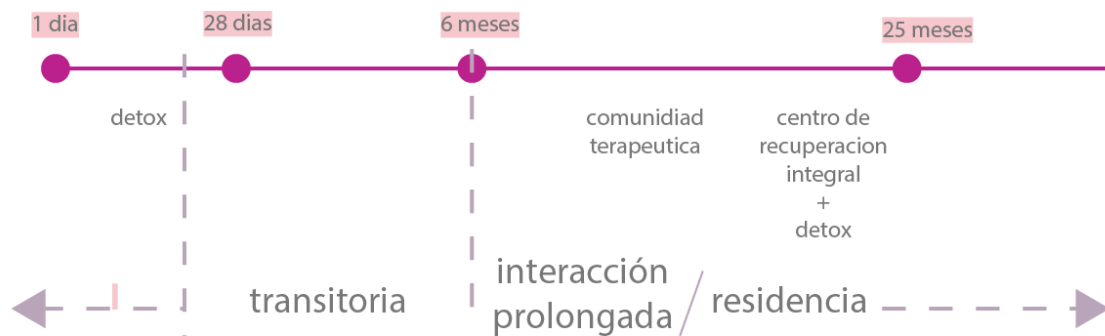 1 dia
28 dias
6 meses
25 meses
detox
comunidiad
terapeutica
centro de
recuperacion
integral
+
detox
transitoria
interacción
prolongada
/
residencia